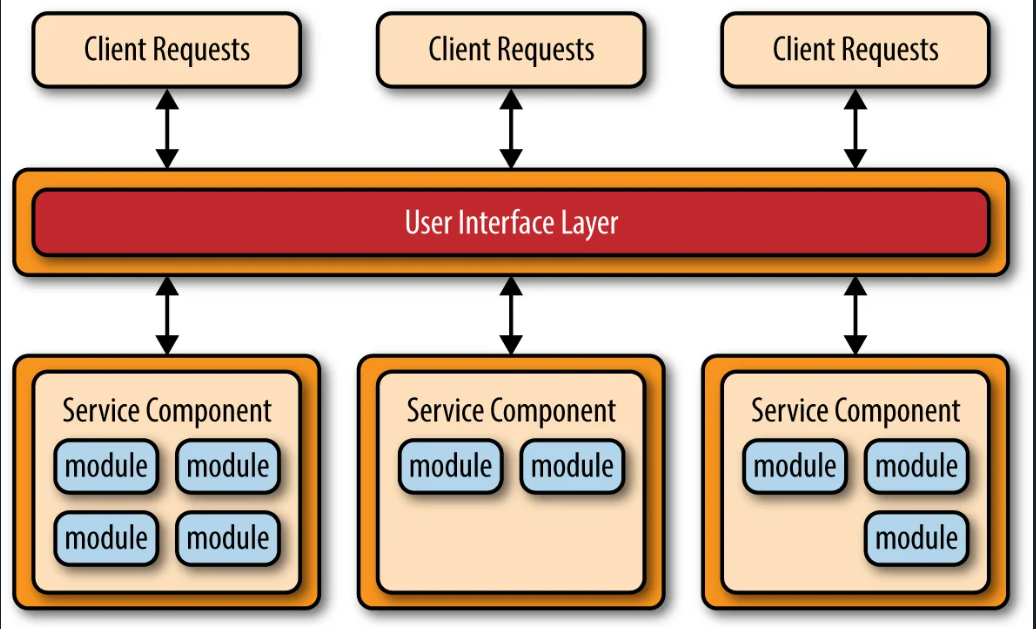 Client Requests
Client Requests
Client Requests
User Interface Layer
Service Component
module
module
module
module
Service Component
module
module
Service Component
module
module
module